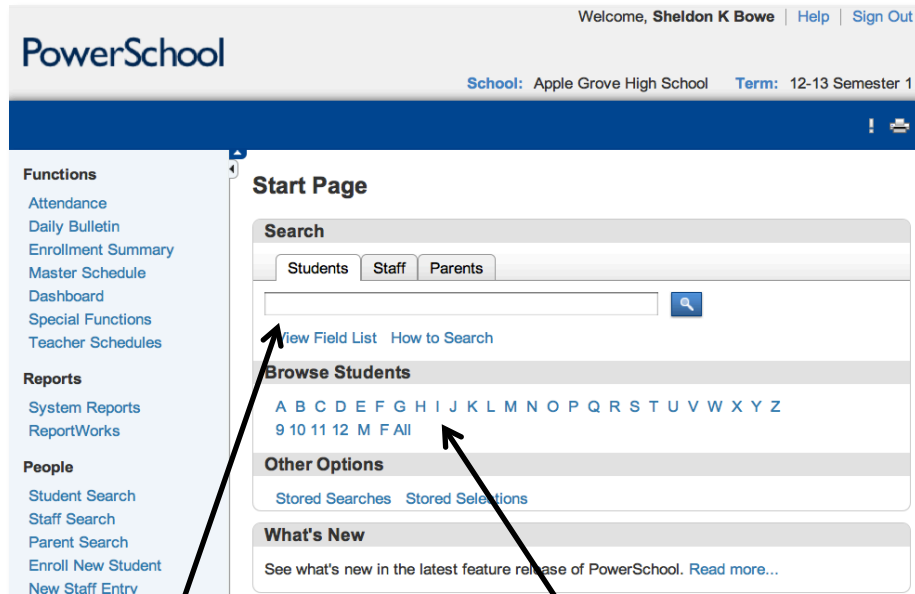 Welcome, Sheldon K Bowe | Help | Sign Out
PowerSchool
School: Apple Grove High School Term: 12-13 Semester 1
!
Functions
Attendance
Daily Bulletin
Enrollment Summary
Master Schedule
Dashboard
Special Functions
Teacher Schedules
Reports
System Reports
ReportWorks
People
Student Search
Staff Search
Parent Search
Enroll New Student
New Staff Entry
Start Page
Search
Students Staff Parents
View Field List How to Search
Browse Students
A B C D E F G H I J K L M N O P Q R S T U V W X Y Z
9 10 11 12 M F All
Other Options
Stored Searches Stored Selections
What's New
See what's new in the latest feature release of PowerSchool. Read more...